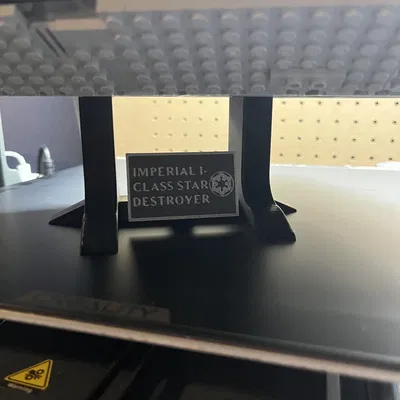 IMPERIAL I-
CLASS STAR
DESTROYER